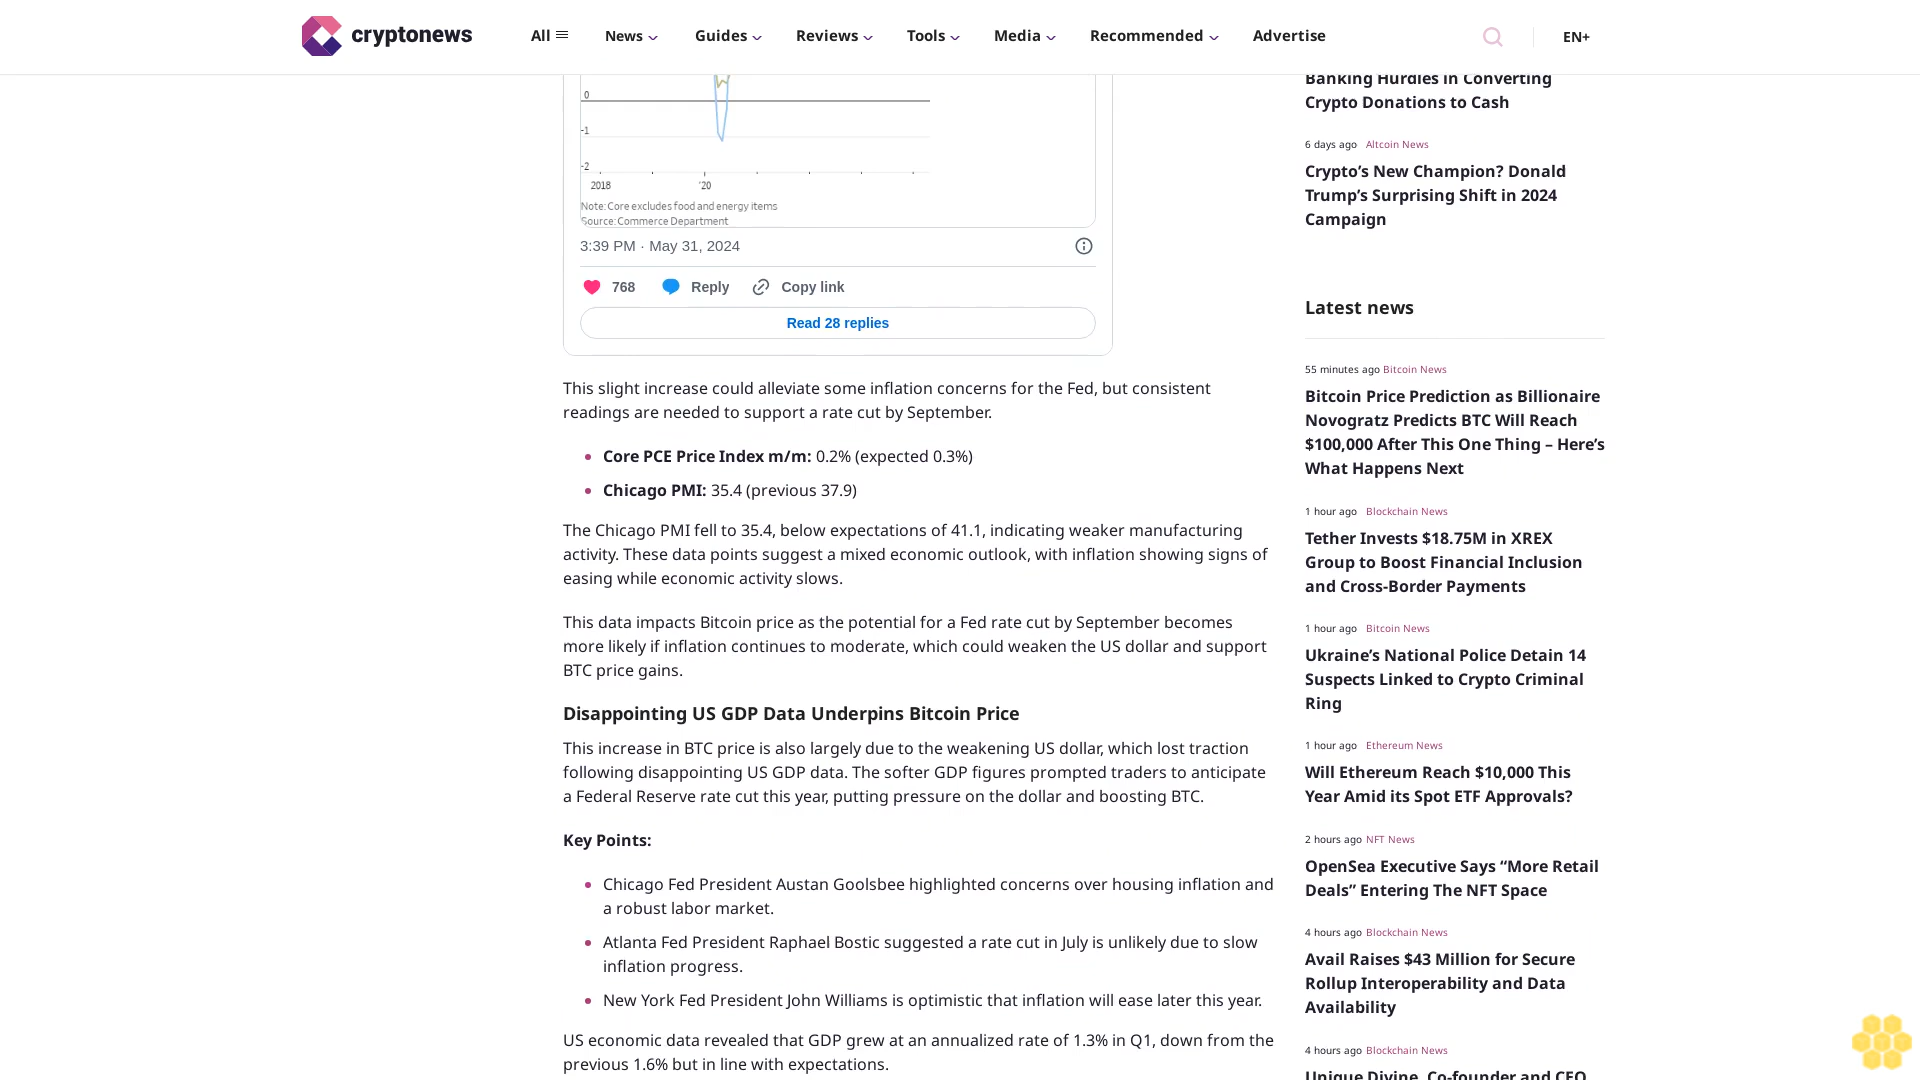 cryptonews
All
News
Guides
Reviews
Tools
Media
Recommended
Advertise
EN+
0
-1
-2
2018
'20
Note: Core excludes food and energy items
Source: Commerce Department
3:39 PM · May 31, 2024
768
Reply
Copy link
Read 28 replies
This slight increase could alleviate some inflation concerns for the Fed, but consistent
readings are needed to support a rate cut by September.
Core PCE Price Index m/m: 0.2% (expected 0.3%)
Chicago PMI: 35.4 (previous 37.9)
The Chicago PMI fell to 35.4, below expectations of 41.1, indicating weaker manufacturing
activity. These data points suggest a mixed economic outlook, with inflation showing signs of
easing while economic activity slows.
This data impacts Bitcoin price as the potential for a Fed rate cut by September becomes
more likely if inflation continues to moderate, which could weaken the US dollar and support
BTC price gains.
Disappointing US GDP Data Underpins Bitcoin Price
This increase in BTC price is also largely due to the weakening US dollar, which lost traction
following disappointing US GDP data. The softer GDP figures prompted traders to anticipate
a Federal Reserve rate cut this year, putting pressure on the dollar and boosting BTC.
Key Points:
Chicago Fed President Austan Goolsbee highlighted concerns over housing inflation and
a robust labor market.
Atlanta Fed President Raphael Bostic suggested a rate cut in July is unlikely due to slow
inflation progress.
New York Fed President John Williams is optimistic that inflation will ease later this year.
US economic data revealed that GDP grew at an annualized rate of 1.3% in Q1, down from the
previous 1.6% but in line with expectations.
Banking Hurdles in Converting
Crypto Donations to Cash
6 days ago Altcoin News
Crypto’s New Champion? Donald
Trump’s Surprising Shift in 2024
Campaign
Latest news
55 minutes ago Bitcoin News
Bitcoin Price Prediction as Billionaire
Novogratz Predicts BTC Will Reach
$100,000 After This One Thing – Here’s
What Happens Next
1 hour ago Blockchain News
Tether Invests $18.75M in XREX
Group to Boost Financial Inclusion
and Cross-Border Payments
1 hour ago Bitcoin News
Ukraine’s National Police Detain 14
Suspects Linked to Crypto Criminal
Ring
1 hour ago Ethereum News
Will Ethereum Reach $10,000 This
Year Amid its Spot ETF Approvals?
2 hours ago NFT News
OpenSea Executive Says “More Retail
Deals” Entering The NFT Space
4 hours ago Blockchain News
Avail Raises $43 Million for Secure
Rollup Interoperability and Data
Availability
4 hours ago Blockchain News
Unique Divine, Co-founder and CEO